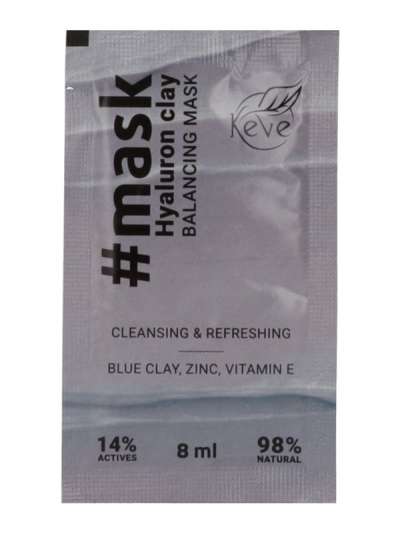 #mask
Hyaluron clay
BALANCING MASK
Keve
CLEANSING & REFRESHING
BLUE CLAY, ZINC, VITAMIN E
14%
ACTIVES
8 ml
98%
NATURAL